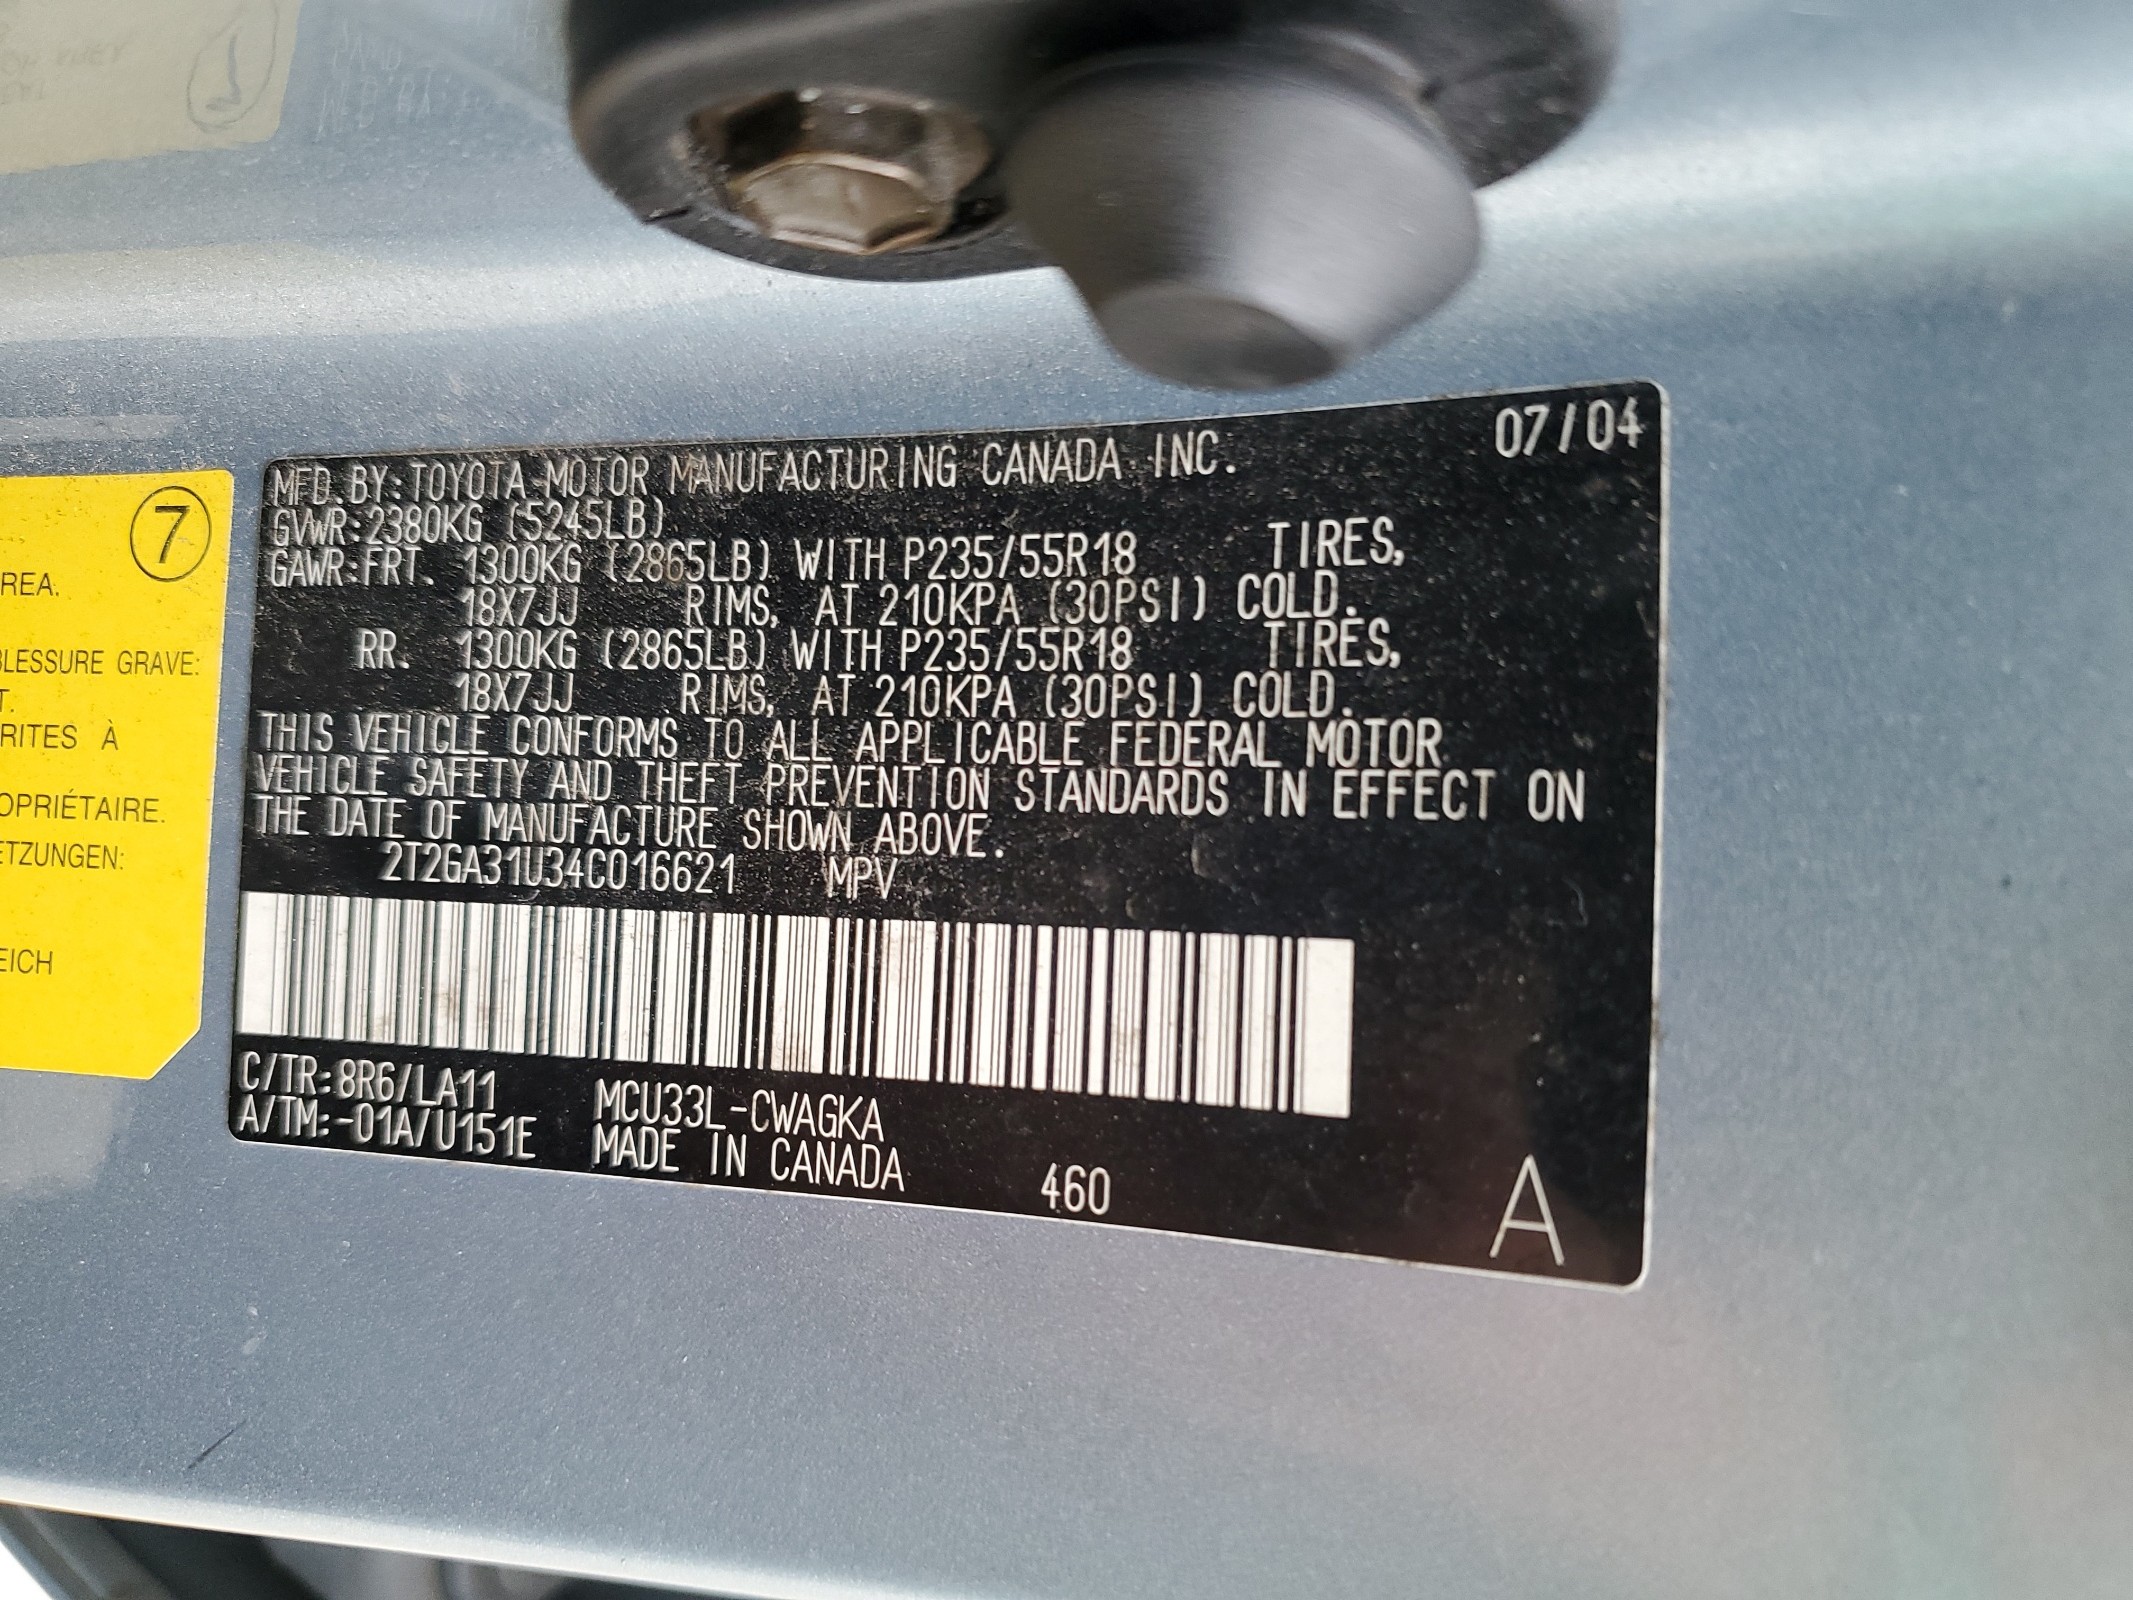 07/04
MFD. BY: TOYOTA MOTOR MANUFACTURING CANADA INC.
GVWR: 2380KG (5245LB)
GAWR: FRT. 1300KG (2865LB) WITH P235/55R18 TIRES,
18X7JJ RIMS, AT 210KPA (30PSI) COLD.
RR. 1300KG (2865LB) WITH P235/55R18 TIRES,
18X7JJ RIMS, AT 210KPA (30PSI) COLD.
THIS VEHICLE CONFORMS TO ALL APPLICABLE FEDERAL MOTOR
VEHICLE SAFETY AND THEFT PREVENTION STANDARDS IN EFFECT ON
THE DATE OF MANUFACTURE SHOWN ABOVE.
2T2GA31U34C016621 MPV
C/TR: 8R6/LA11 MCU33L-CWAGKA
A/TM: -01A/U151E MADE IN CANADA 460
A
7
REA.
BLESSURE GRAVE:
T.
RITES À
OPRIÉTAIRE.
ETZUNGEN:
EICH